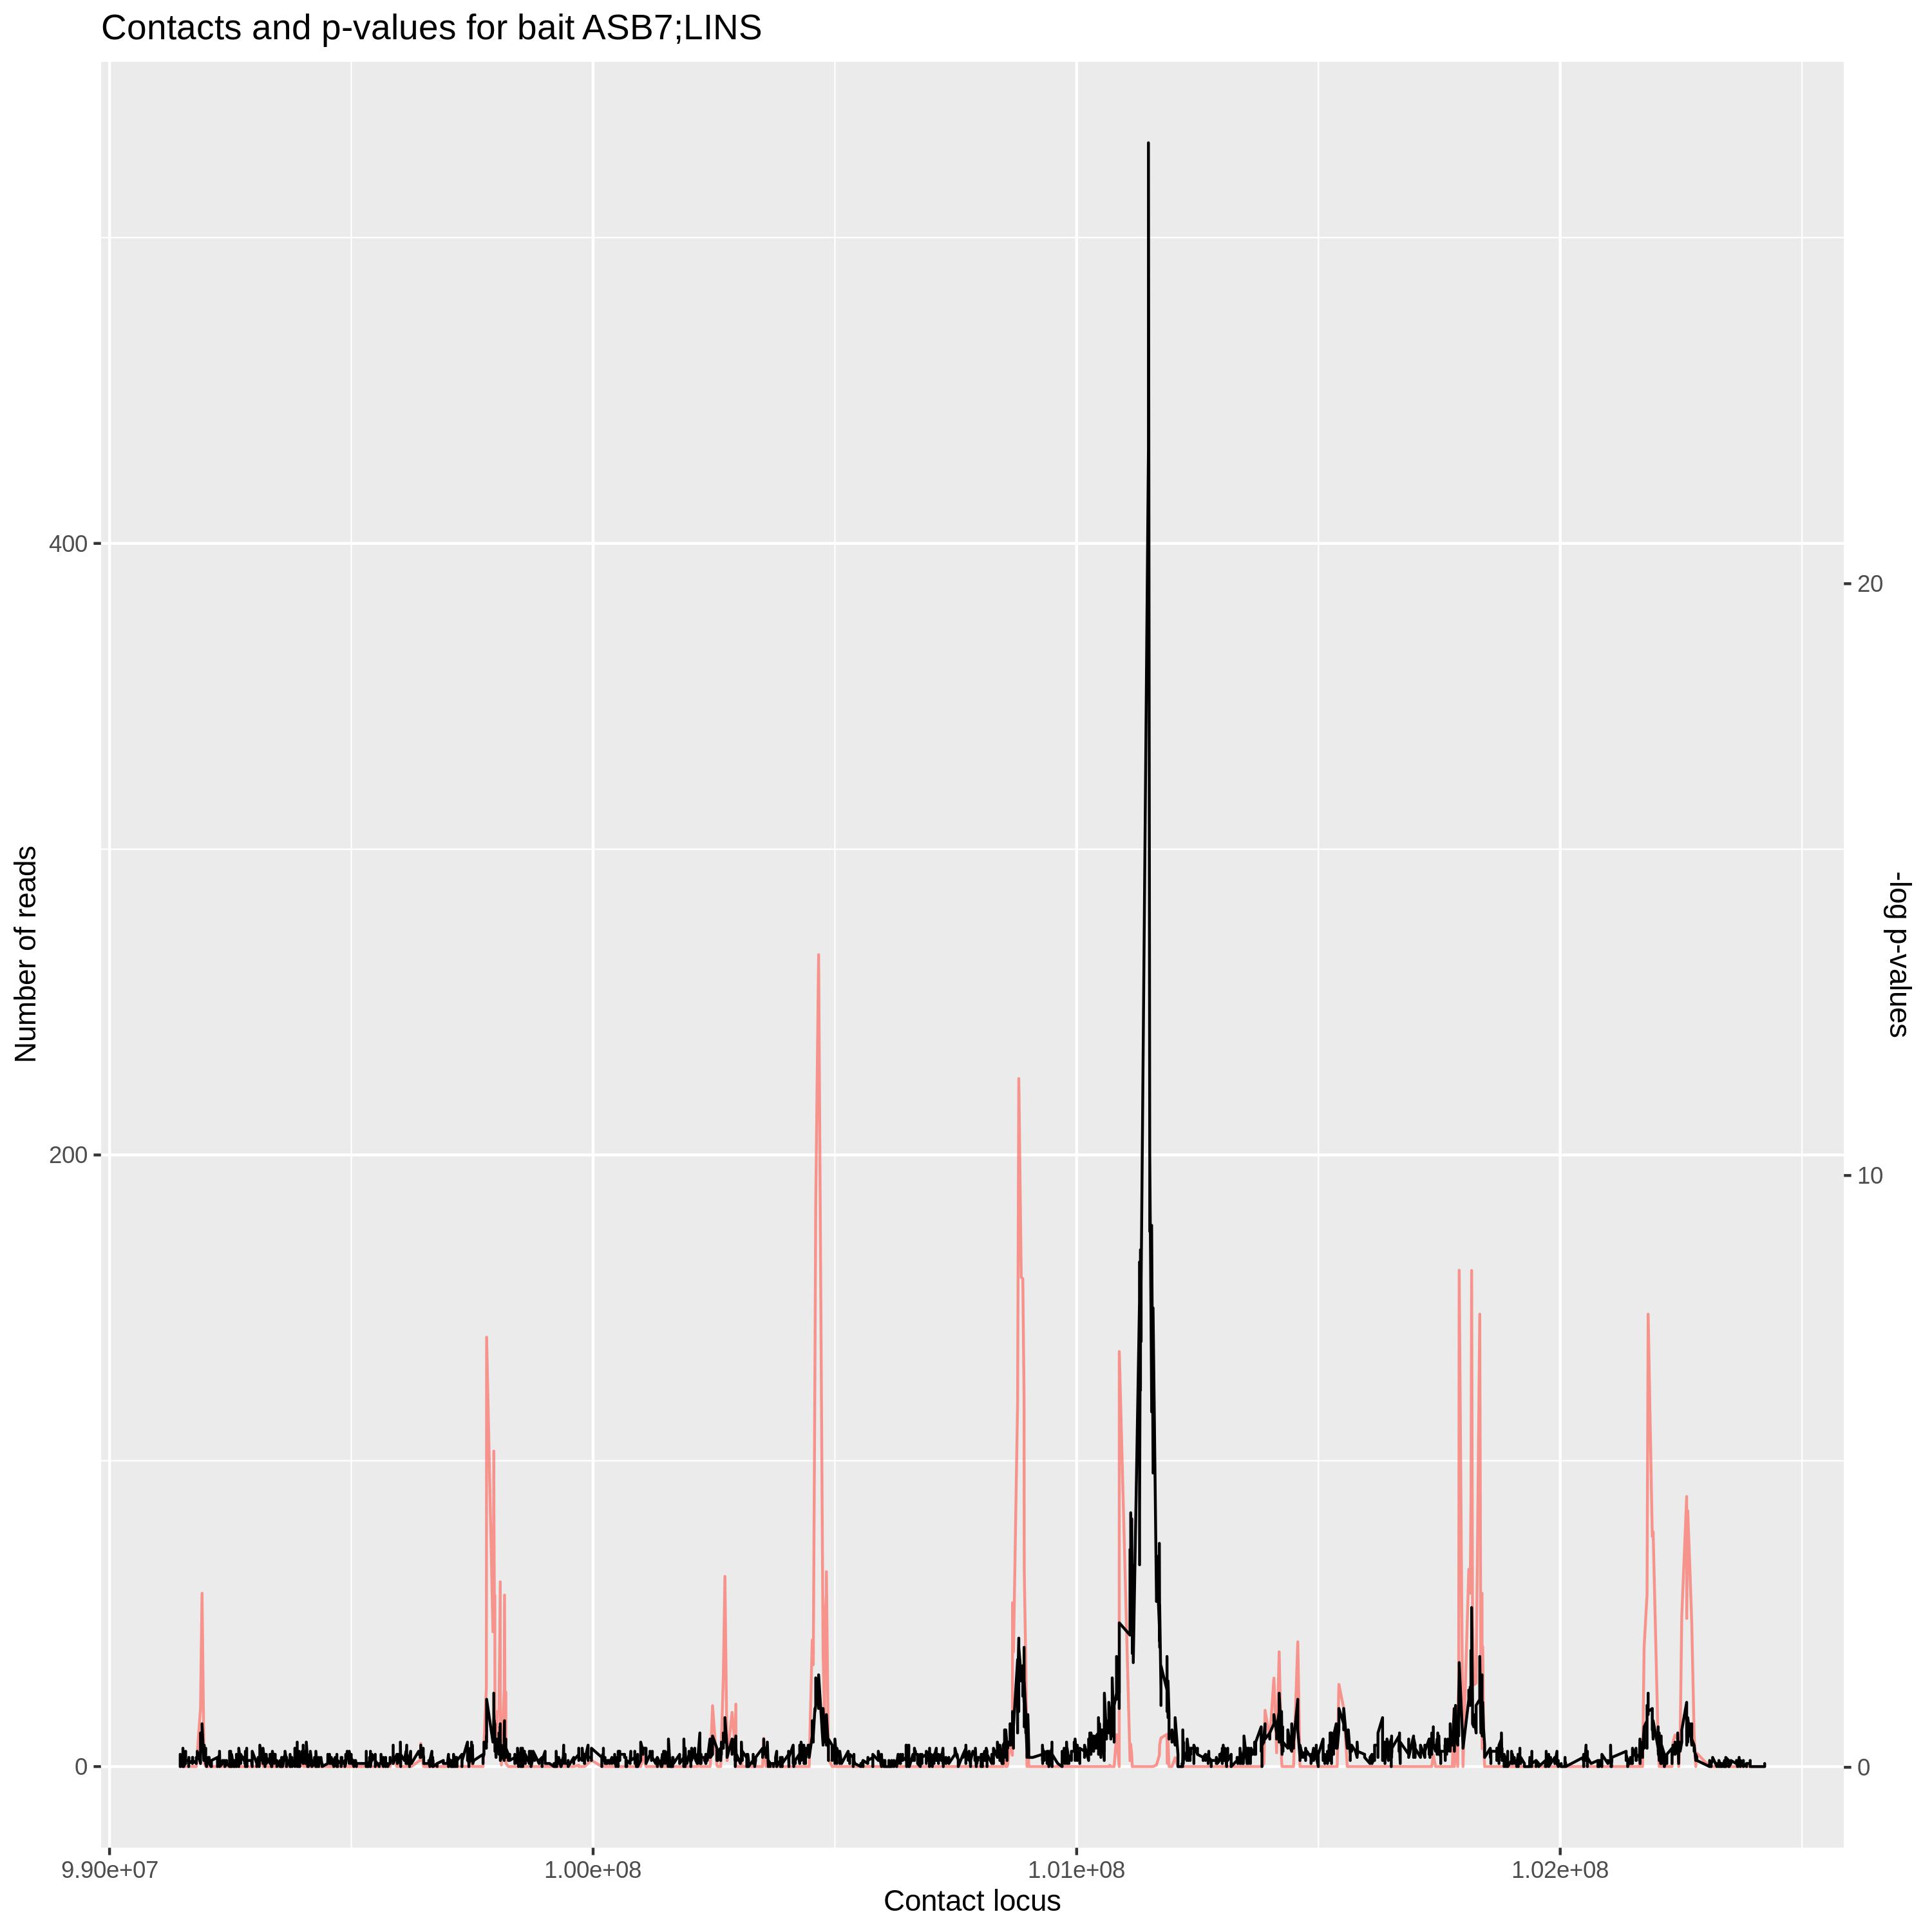 Contacts and p-values for bait ASB7;LINS
Number of reads
400
200
0
20
10
0
-log p-values
9.90e+07
1.00e+08
1.01e+08
1.02e+08
Contact locus